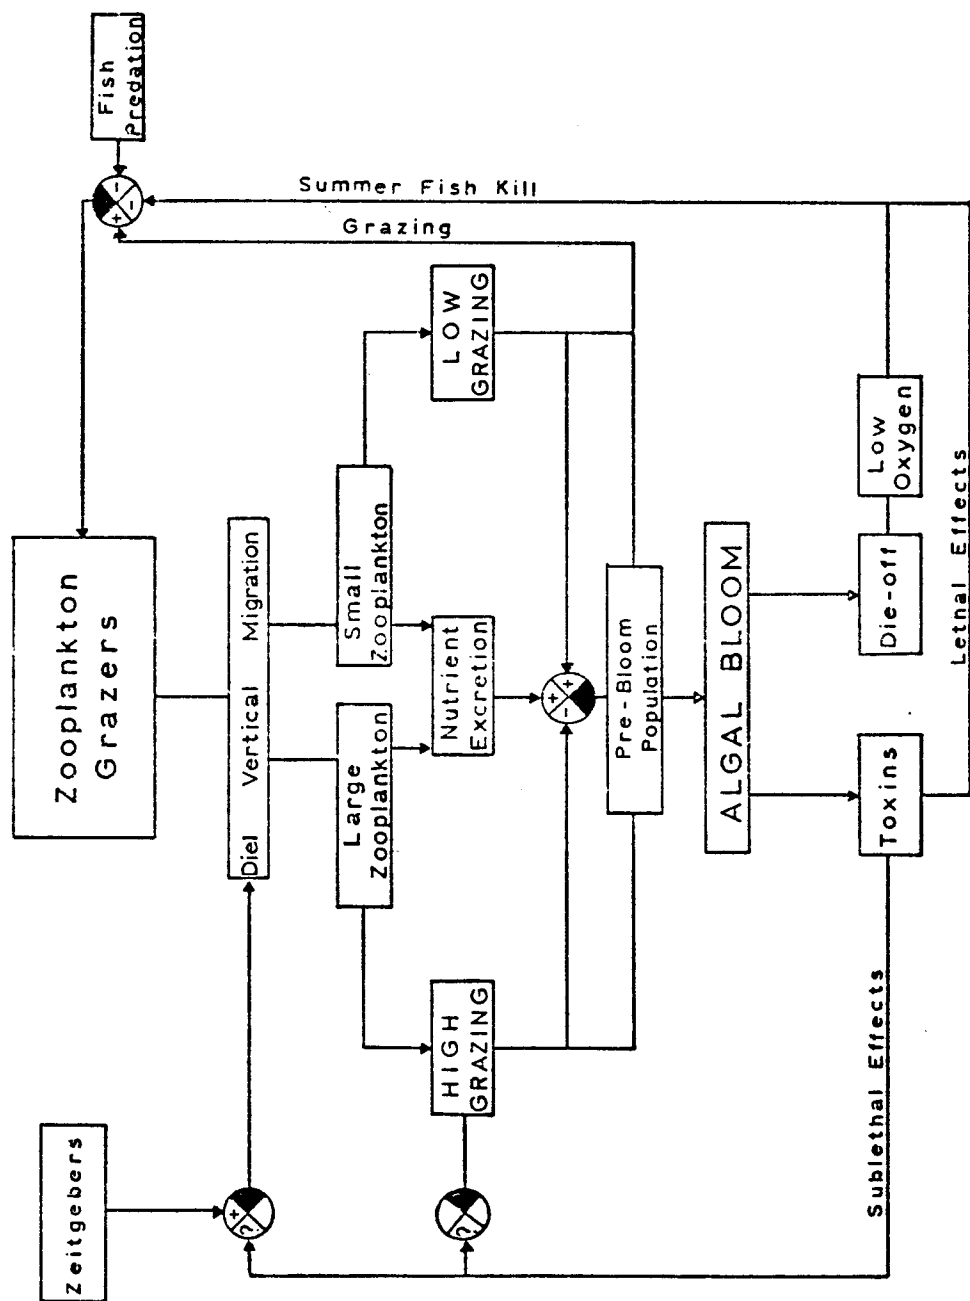 Zeitgebers
Zooplankton
Grazers
Fish
Predation
+
?
-
-
+
Diel Vertical Migration
Summer Fish Kill
Grazing
Large
Zooplankton
Small
Zooplankton
?
HIGH
GRAZING
Nutrient
Excretion
LOW
GRAZING
-
+
+
Pre-Bloom
Population
ALGAL BLOOM
Toxins
Die-off
Low
Oxygen
Sublethal Effects
Lethal Effects